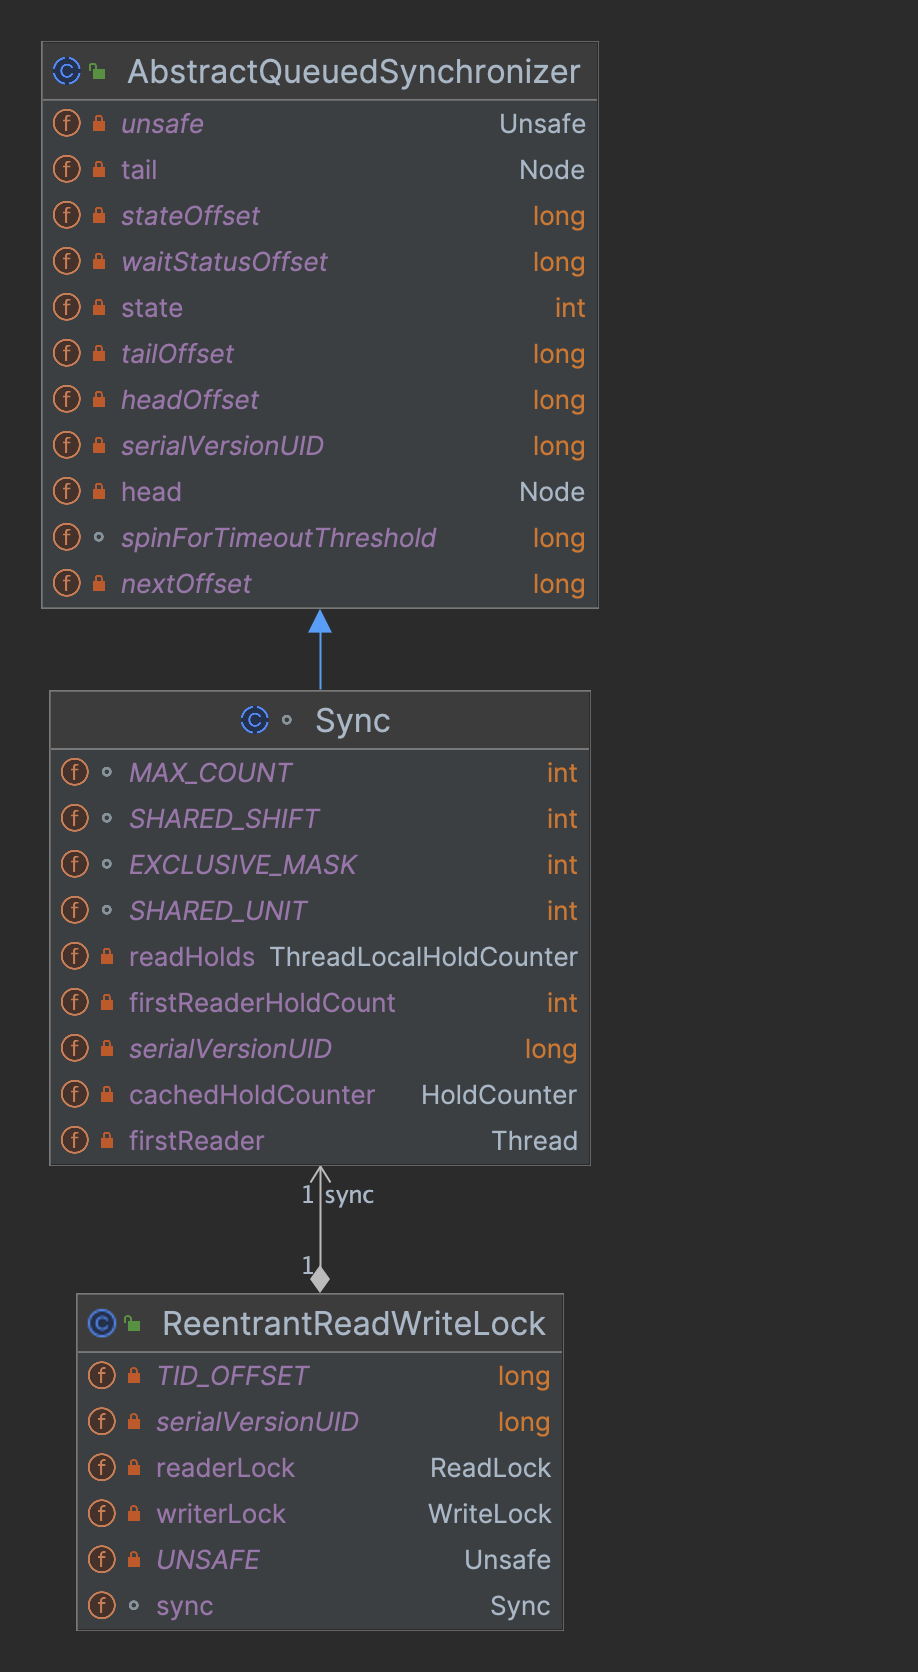 AbstractQueuedSynchronizer
unsafe Unsafe
tail Node
stateOffset long
waitStatusOffset long
state int
tailOffset long
headOffset long
serialVersionUID long
head Node
spinForTimeoutThreshold long
nextOffset long
Sync
MAX_COUNT int
SHARED_SHIFT int
EXCLUSIVE_MASK int
SHARED_UNIT int
readHolds ThreadLocalHoldCounter
firstReaderHoldCount int
serialVersionUID long
cachedHoldCounter HoldCounter
firstReader Thread
1 sync
1
ReentrantReadWriteLock
TID_OFFSET long
serialVersionUID long
readerLock ReadLock
writerLock WriteLock
UNSAFE Unsafe
sync Sync